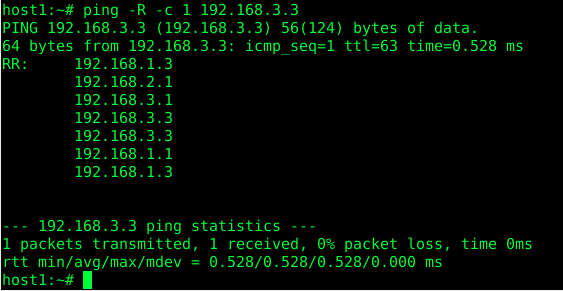 host1:~# ping -R -c 1 192.168.3.3
PING 192.168.3.3 (192.168.3.3) 56(124) bytes of data.
64 bytes from 192.168.3.3: icmp_seq=1 ttl=63 time=0.528 ms
RR:     192.168.1.3
        192.168.2.1
        192.168.3.1
        192.168.3.3
        192.168.3.3
        192.168.1.1
        192.168.1.3
--- 192.168.3.3 ping statistics ---
1 packets transmitted, 1 received, 0% packet loss, time 0ms
rtt min/avg/max/mdev = 0.528/0.528/0.528/0.000 ms
host1:~#